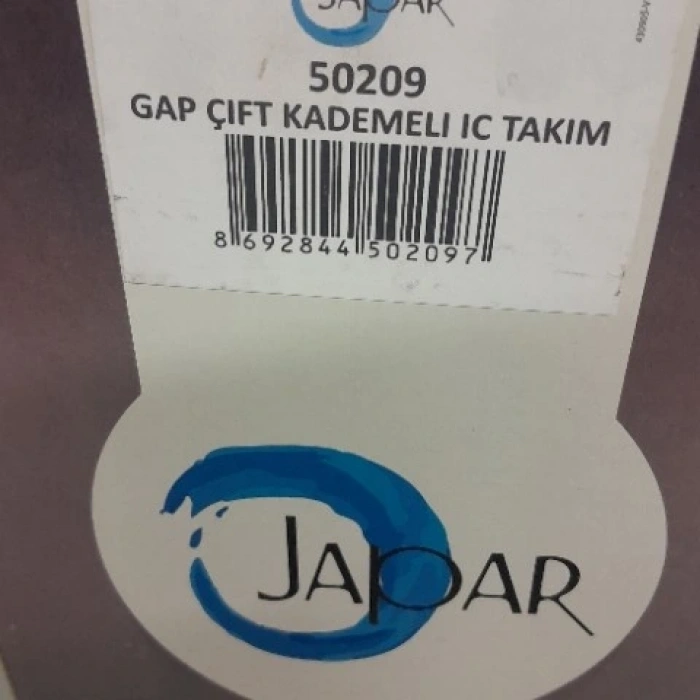 JAPAR
50209
GAP ÇIFT KADEMELI IC TAKIM
8 692844 502097
JAPAR